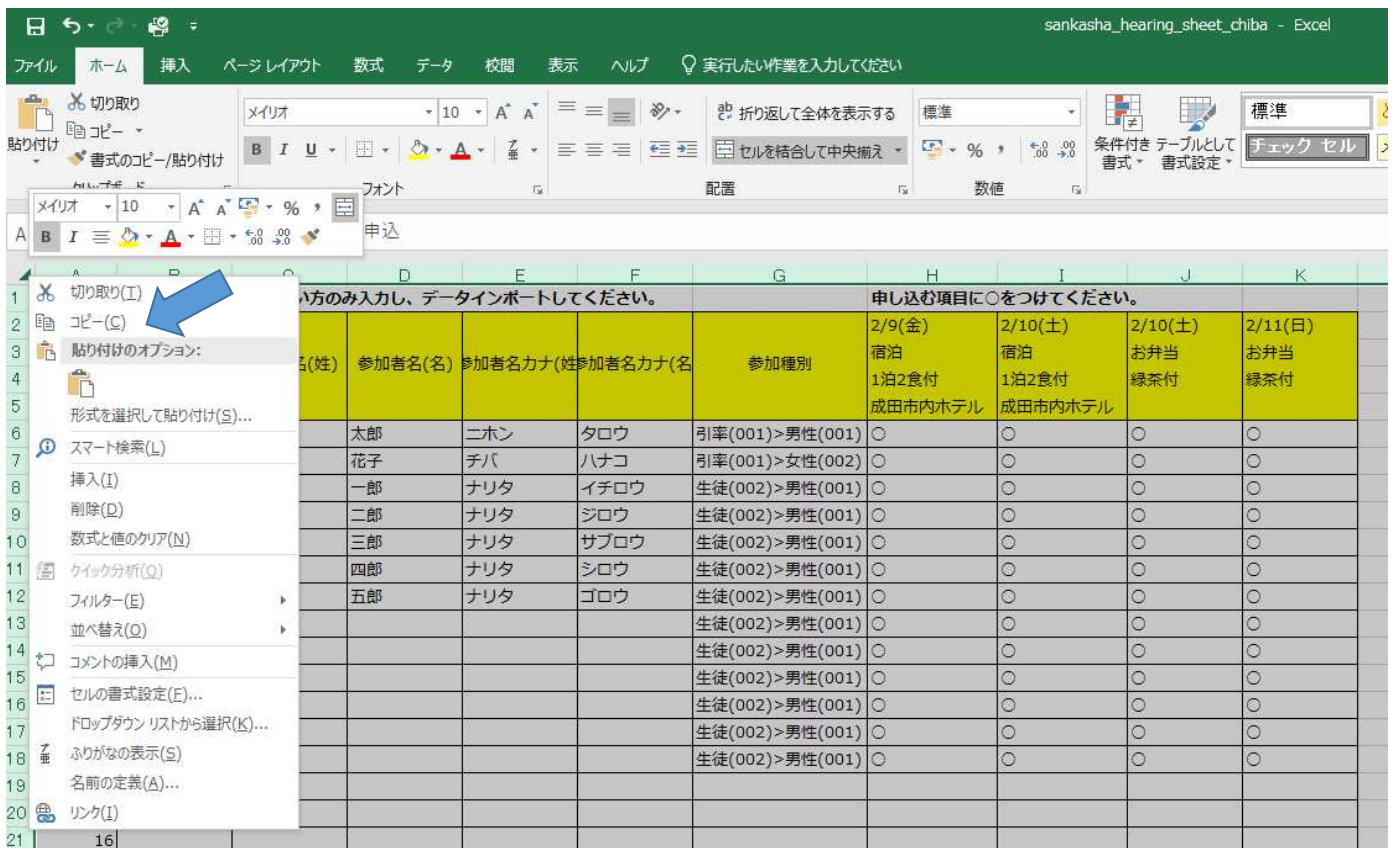 sankasha_hearing_sheet_chiba - Excel
ファイル ホーム 挿入 ページ レイアウト 数式 データ 校閲 表示 ヘルプ 実行したい作業を入力してください
切り取り
コピー
貼り付け
書式のコピー/貼り付け
メイリオ 10 A A
B I U A
フォント
折り返して全体を表示する
セルを結合して中央揃え
配置
標準
% ,
数値
条件付き書式
テーブルとして書式設定
標準
チェック セル
メイリオ 10 A A % ,
B I A
申込
D E F G H I J K
1 い方のみ入力し、データインポートしてください。 申し込む項目に○をつけてください。
2 2/9(金) 2/10(土) 2/10(土) 2/11(日)
3 宿泊 宿泊 お弁当 お弁当
名(姓) 参加者名(名) 参加者名カナ(姓 参加者名カナ(名 参加種別
4 1泊2食付 1泊2食付 緑茶付 緑茶付
5 成田市内ホテル 成田市内ホテル
6 太郎 ニホン タロウ 引率(001)>男性(001) ○ ○ ○ ○
7 花子 チバ ハナコ 引率(001)>女性(002) ○ ○ ○ ○
8 一郎 ナリタ イチロウ 生徒(002)>男性(001) ○ ○ ○ ○
9 二郎 ナリタ ジロウ 生徒(002)>男性(001) ○ ○ ○ ○
10 三郎 ナリタ サブロウ 生徒(002)>男性(001) ○ ○ ○ ○
11 四郎 ナリタ シロウ 生徒(002)>男性(001) ○ ○ ○ ○
12 五郎 ナリタ ゴロウ 生徒(002)>男性(001) ○ ○ ○ ○
13 生徒(002)>男性(001) ○ ○ ○ ○
14 生徒(002)>男性(001) ○ ○ ○ ○
15 生徒(002)>男性(001) ○ ○ ○ ○
16 生徒(002)>男性(001) ○ ○ ○ ○
17 生徒(002)>男性(001) ○ ○ ○ ○
18 生徒(002)>男性(001) ○ ○ ○ ○
19
20
21 16
切り取り(T)
コピー(C)
貼り付けのオプション:
形式を選択して貼り付け(S)...
スマート検索(L)
挿入(I)
削除(D)
数式と値のクリア(N)
クイック分析(Q)
フィルター(E)
並べ替え(O)
コメントの挿入(M)
セルの書式設定(F)...
ドロップダウン リストから選択(K)...
ふりがなの表示(S)
名前の定義(A)...
リンク(I)